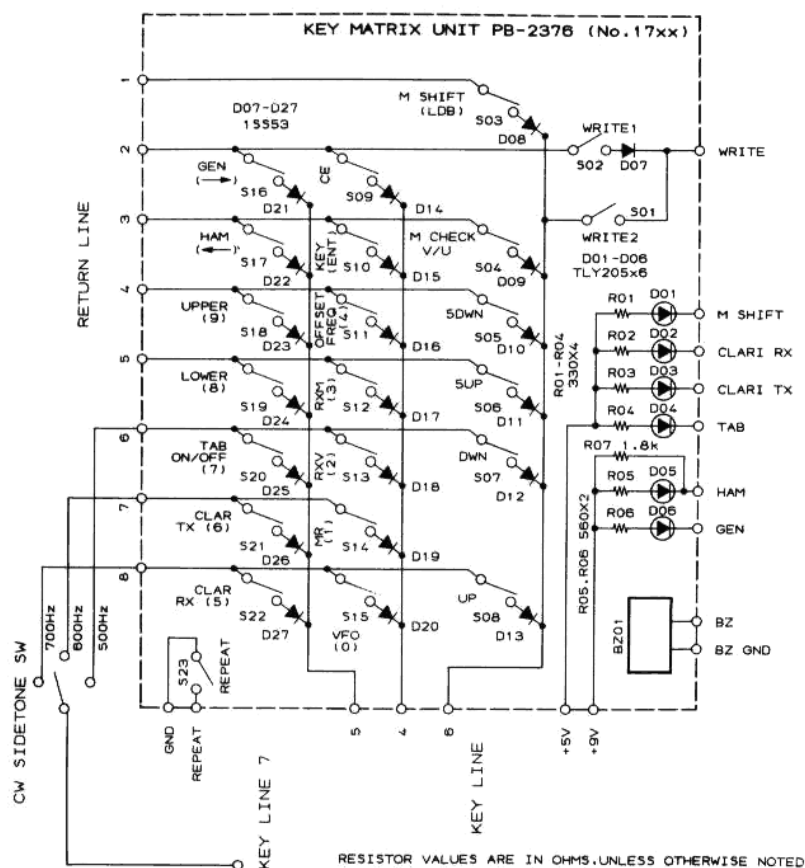 KEY MATRIX UNIT PB-2376 (No.17xx)
1
D07-D27
1SS53
M SHIFT
(LDB)
S03
D08
WRITE1
S02
D07
WRITE
2
GEN
(→)
S16
D21
CE
S09
D14
S01
WRITE2
D01-D06
TLY205x6
3
HAM
(←)
S17
D22
KEY
(ENT)
S10
D15
M CHECK
V/U
S04
D09
RETURN LINE
4
UPPER
(9)
S18
D23
OFFSET
FREQ (4)
S11
D16
5DWN
S05
D10
R01-R04
330X4
R01
D01
M SHIFT
R02
D02
CLARI RX
R03
D03
CLARI TX
R04
D04
TAB
5
LOWER
(8)
S19
D24
RXM (3)
S12
D17
5UP
S06
D11
R07 1.8k
6
TAB
ON/OFF
(7)
S20
D25
RXV (2)
S13
D18
DWN
S07
D12
R05
D05
HAM
R06
D06
GEN
R05.R06 560X2
7
CLAR
TX (6)
S21
D26
MR (1)
S14
D19
8
CLAR
RX (5)
S22
D27
S15
VFO
(0)
D20
UP
S08
D13
BZ01
BZ
BZ GND
700Hz
600Hz
500Hz
S23
REPEAT
CW SIDETONE SW
GND
REPEAT
5
4
6
+5V
+9V
KEY LINE 7
KEY LINE
RESISTOR VALUES ARE IN OHMS.UNLESS OTHERWISE NOTED